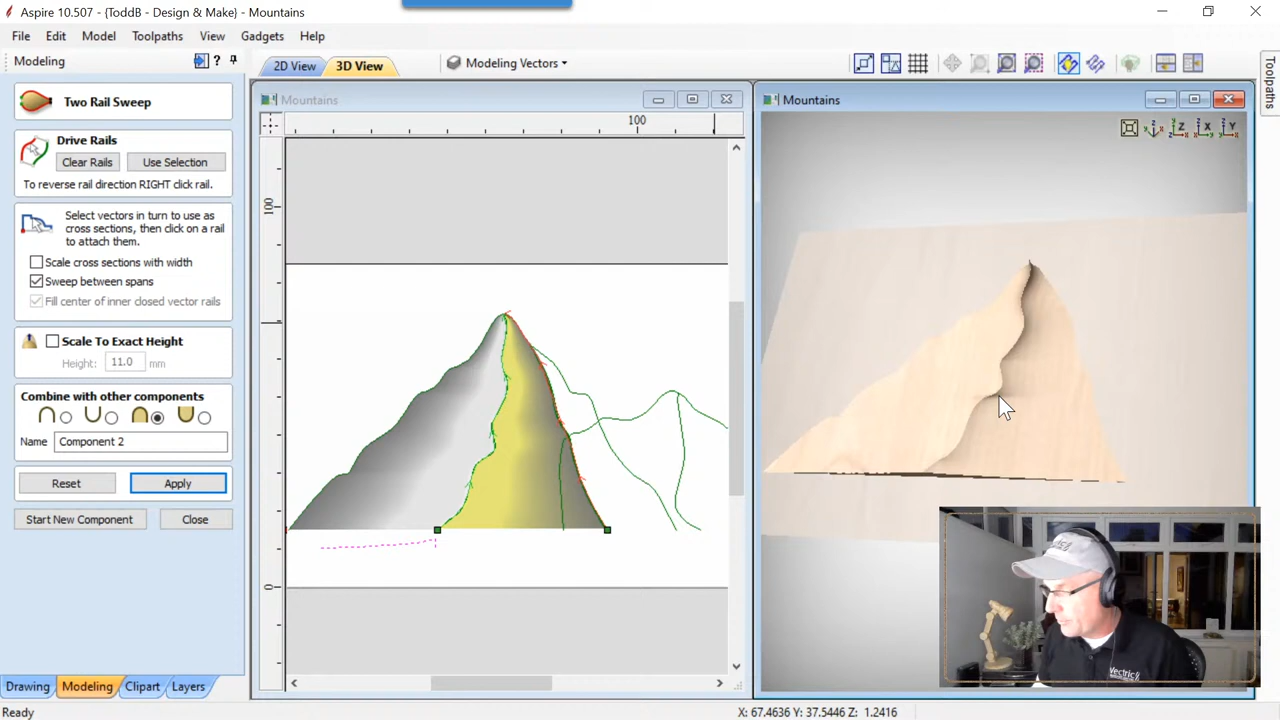 Aspire 10.507 - {ToddB - Design & Make} - Mountains
File Edit Model Toolpaths View Gadgets Help
Modeling
2D View 3D View Modeling Vectors
Toolpaths
Two Rail Sweep
Drive Rails
Clear Rails Use Selection
To reverse rail direction RIGHT click rail.
Select vectors in turn to use as
cross sections, then click on a rail
to attach them.
Scale cross sections with width
Sweep between spans
Fill center of inner closed vector rails
Scale To Exact Height
Height: 11.0 mm
Combine with other components
Name Component 2
Reset Apply
Start New Component Close
Drawing Modeling Clipart Layers
Mountains
100
100
0
Mountains
Z X Y
Vectric
Ready
X: 67.4636 Y: 37.5446 Z: 1.2416